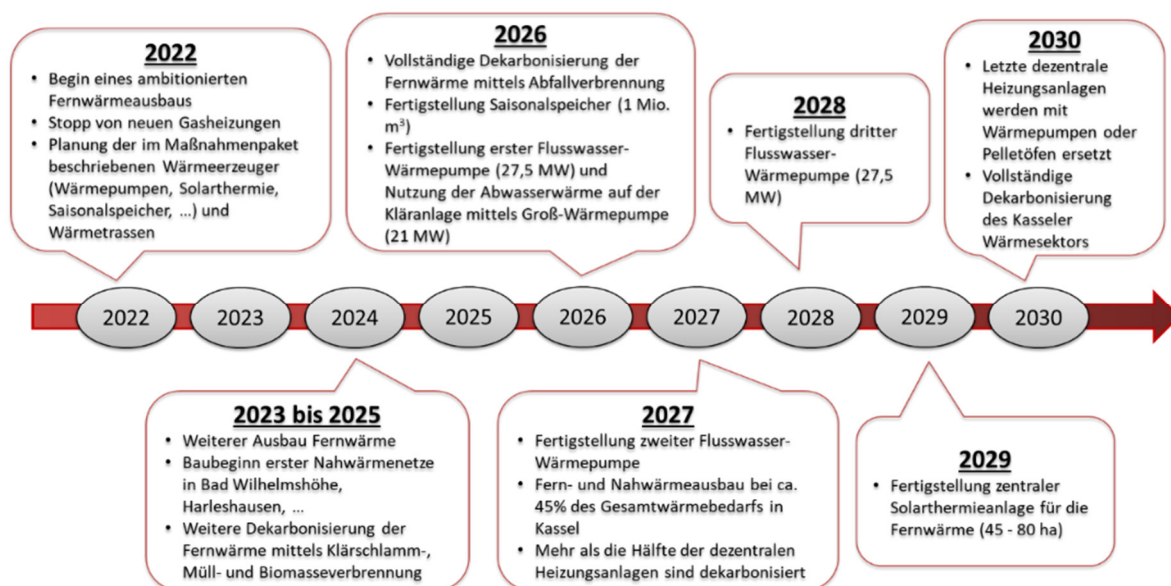 2022
• Begin eines ambitionierten
Fernwärmeausbaus
• Stopp von neuen Gasheizungen
• Planung der im Maßnahmenpaket
beschriebenen Wärmeerzeuger
(Wärmepumpen, Solarthermie,
Saisonalspeicher, ...) und
Wärmetrassen
2026
• Vollständige Dekarbonisierung der
Fernwärme mittels Abfallverbrennung
• Fertigstellung Saisonalspeicher (1 Mio.
m³)
• Fertigstellung erster Flusswasser-
Wärmepumpe (27,5 MW) und
Nutzung der Abwasserwärme auf der
Kläranlage mittels Groß-Wärmepumpe
(21 MW)
2028
• Fertigstellung dritter
Flusswasser-
Wärmepumpe (27,5
MW)
2030
• Letzte dezentrale
Heizungsanlagen
werden mit
Wärmepumpen oder
Pelletöfen ersetzt
• Vollständige
Dekarbonisierung
des Kasseler
Wärmesektors
2022 2023 2024 2025 2026 2027 2028 2029 2030
2023 bis 2025
• Weiterer Ausbau Fernwärme
• Baubeginn erster Nahwärmenetze
in Bad Wilhelmshöhe,
Harleshausen, ...
• Weitere Dekarbonisierung der
Fernwärme mittels Klärschlamm-,
Müll- und Biomasseverbrennung
2027
• Fertigstellung zweiter Flusswasser-
Wärmepumpe
• Fern- und Nahwärmeausbau bei ca.
45% des Gesamtwärmebedarfs in
Kassel
• Mehr als die Hälfte der dezentralen
Heizungsanlagen sind dekarbonisiert
2029
• Fertigstellung zentraler
Solarthermieanlage für die
Fernwärme (45 - 80 ha)